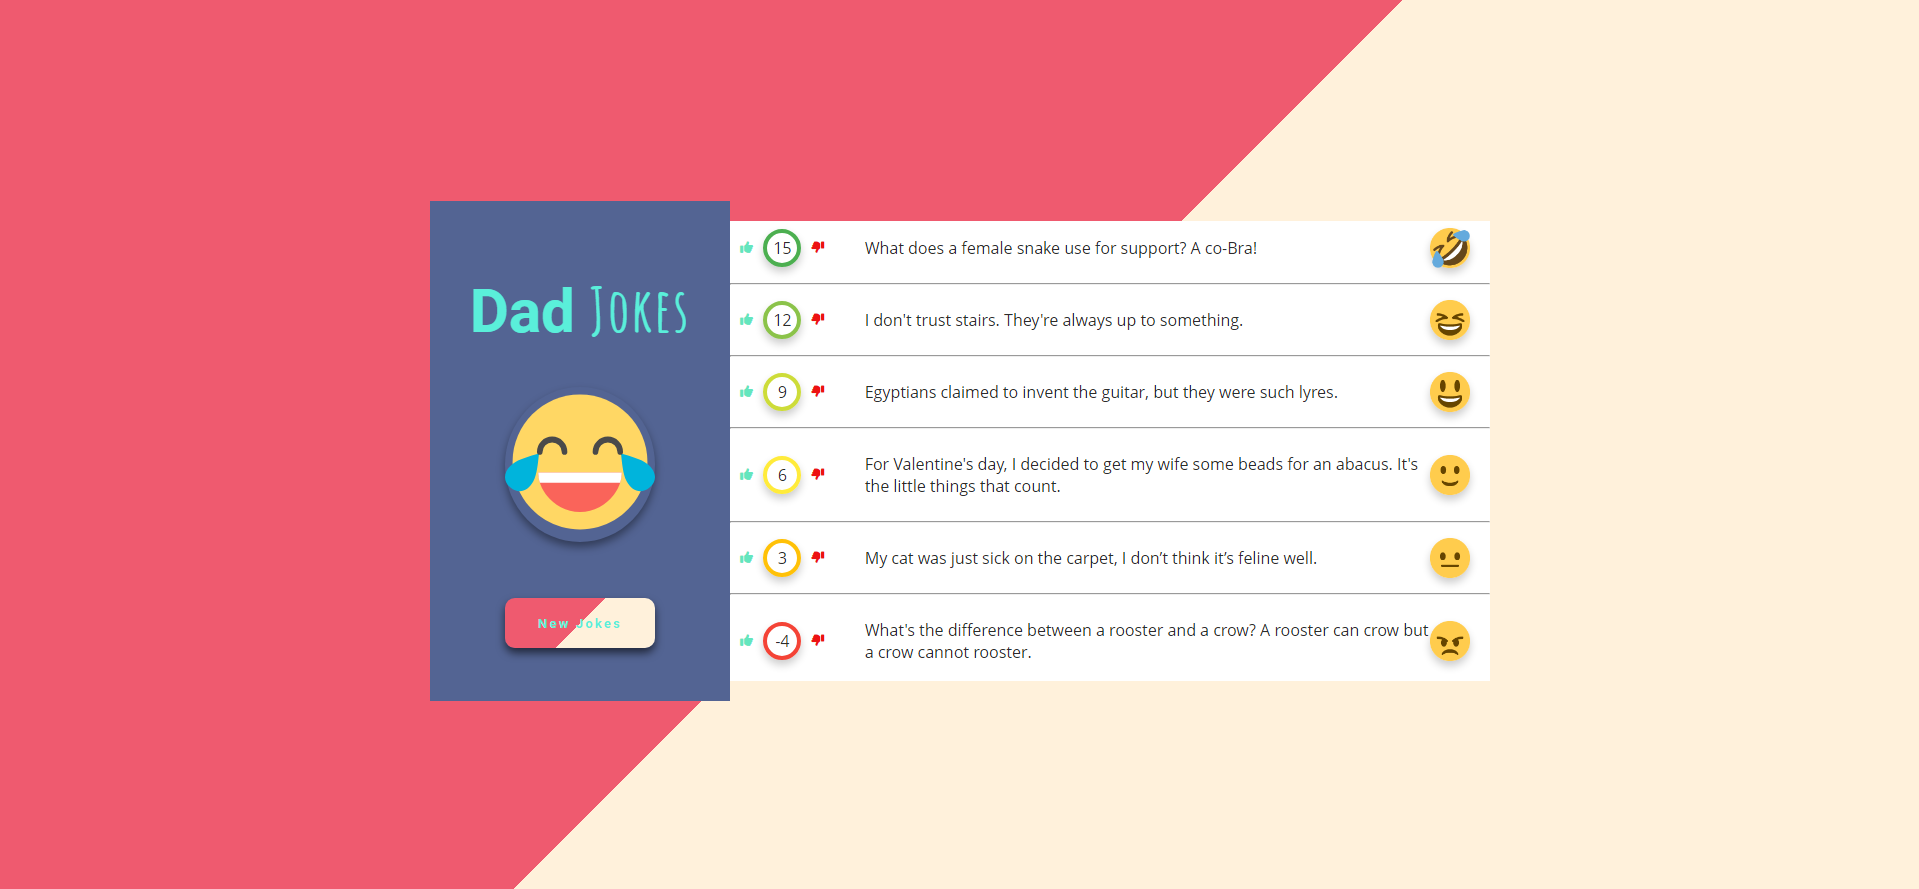 Dad Jokes
New Jokes
15 What does a female snake use for support? A co-Bra!
12 I don't trust stairs. They're always up to something.
9 Egyptians claimed to invent the guitar, but they were such lyres.
6 For Valentine's day, I decided to get my wife some beads for an abacus. It's
the little things that count.
3 My cat was just sick on the carpet, I don’t think it’s feline well.
-4 What's the difference between a rooster and a crow? A rooster can crow but
a crow cannot rooster.